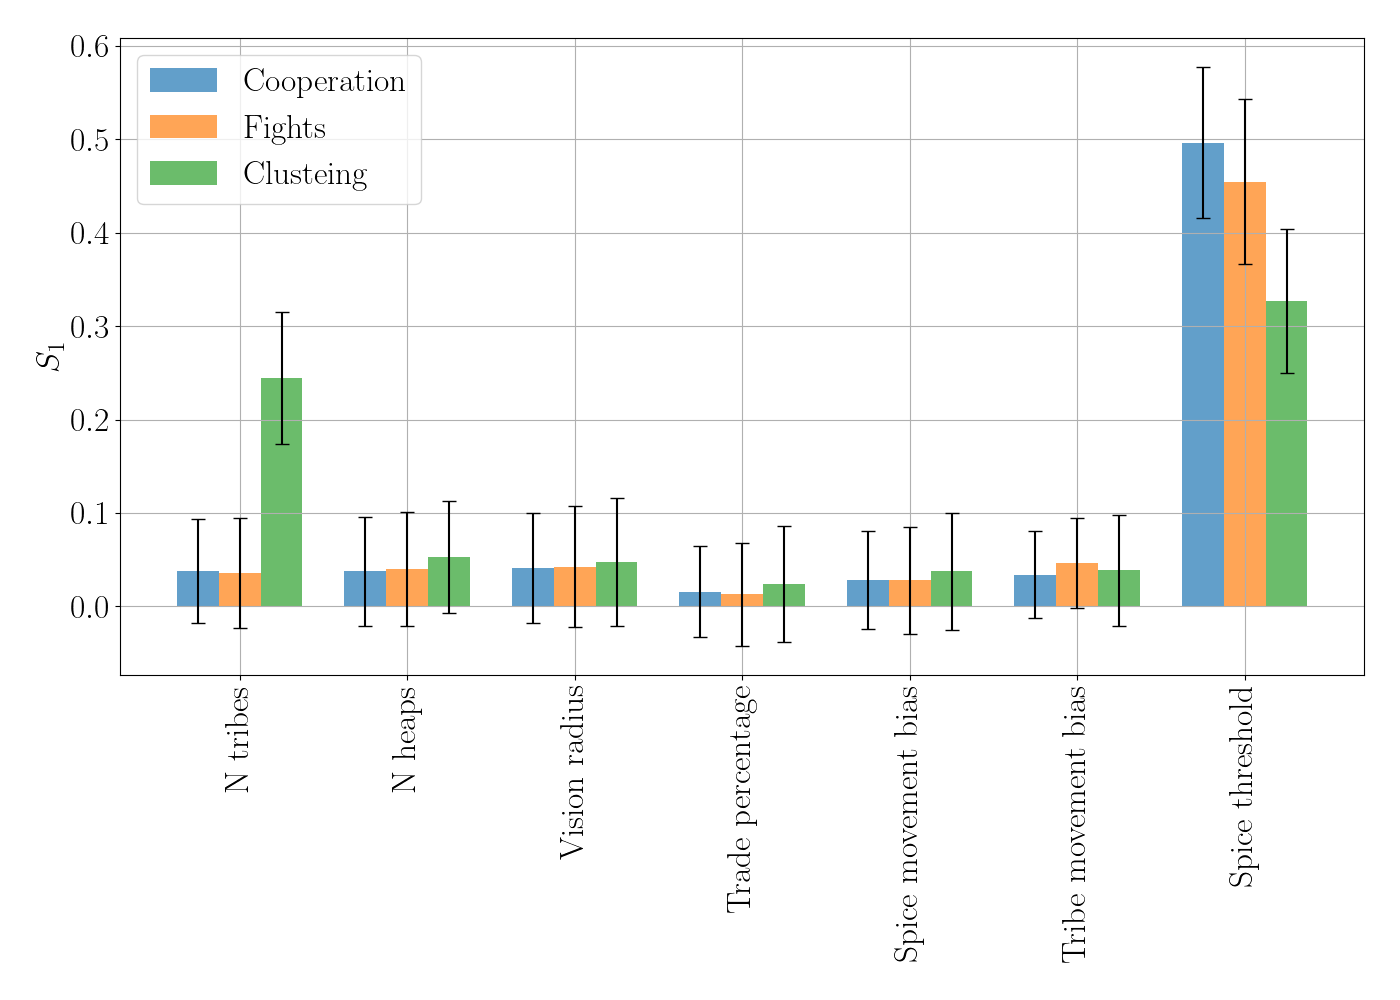 0.6
0.5
0.4
0.3
0.2
0.1
0.0
S1
Cooperation
Fights
Clusteing
N tribes
N heaps
Vision radius
Trade percentage
Spice movement bias
Tribe movement bias
Spice threshold